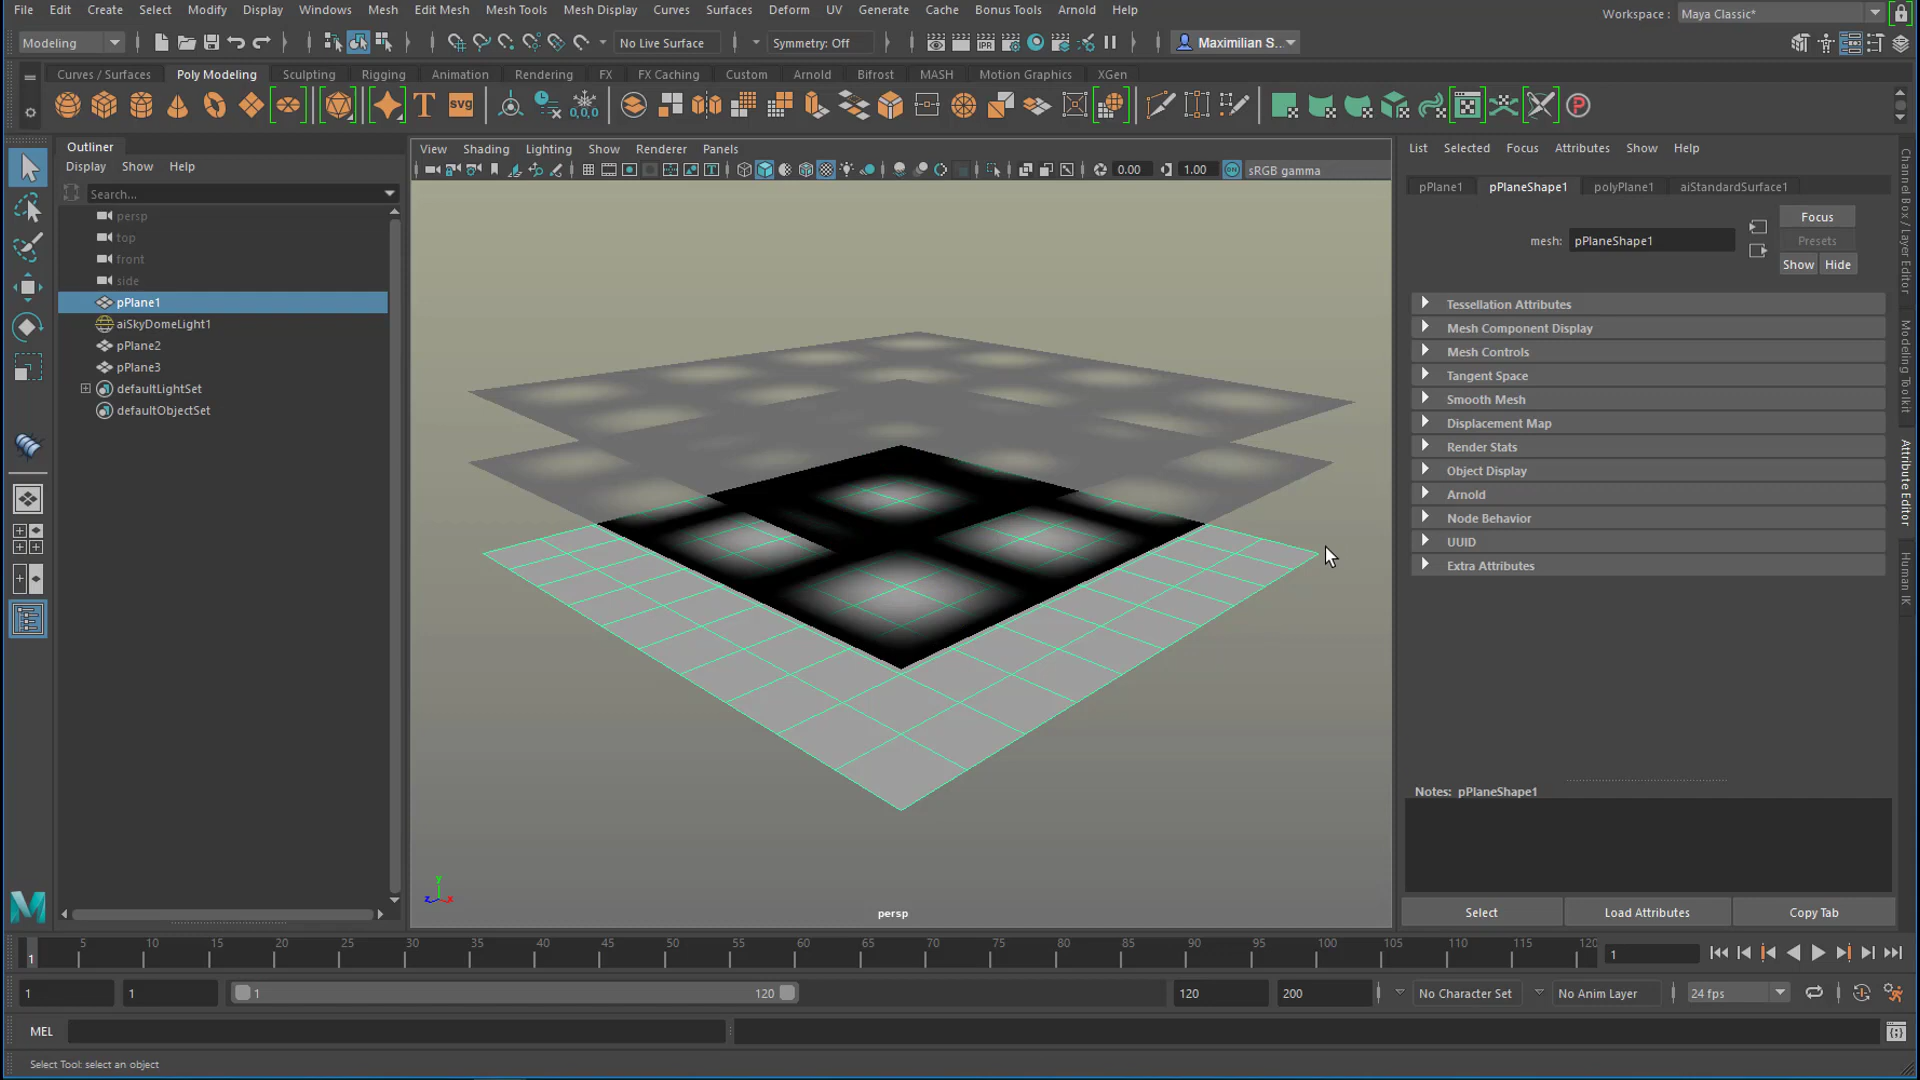 File Edit Create Select Modify Display Windows Mesh Edit Mesh Mesh Tools Mesh Display Curves Surfaces Deform UV Generate Cache Bonus Tools Arnold Help
Workspace : Maya Classic*
Modeling No Live Surface Symmetry: Off Maximilian S...
Curves / Surfaces Poly Modeling Sculpting Rigging Animation Rendering FX FX Caching Custom Arnold Bifrost MASH Motion Graphics XGen
T svg 0,0,0
IPR
Outliner
Display Show Help
Search...
persp
top
front
side
pPlane1
aiSkyDomeLight1
pPlane2
pPlane3
defaultLightSet
defaultObjectSet
View Shading Lighting Show Renderer Panels
0.00 1.00 ON sRGB gamma
y
z x
persp
List Selected Focus Attributes Show Help
pPlane1 pPlaneShape1 polyPlane1 aiStandardSurface1
mesh: pPlaneShape1
Focus
Presets
Show Hide
Tessellation Attributes
Mesh Component Display
Mesh Controls
Tangent Space
Smooth Mesh
Displacement Map
Render Stats
Object Display
Arnold
Node Behavior
UUID
Extra Attributes
Notes: pPlaneShape1
Select Load Attributes Copy Tab
Channel Box / Layer Editor
Modeling Toolkit
Attribute Editor
Human IK
M
1 5 10 15 20 25 30 35 40 45 50 55 60 65 70 75 80 85 90 95 100 105 110 115 120
1
1 1 1 120 120 200 No Character Set No Anim Layer 24 fps
MEL
Select Tool: select an object